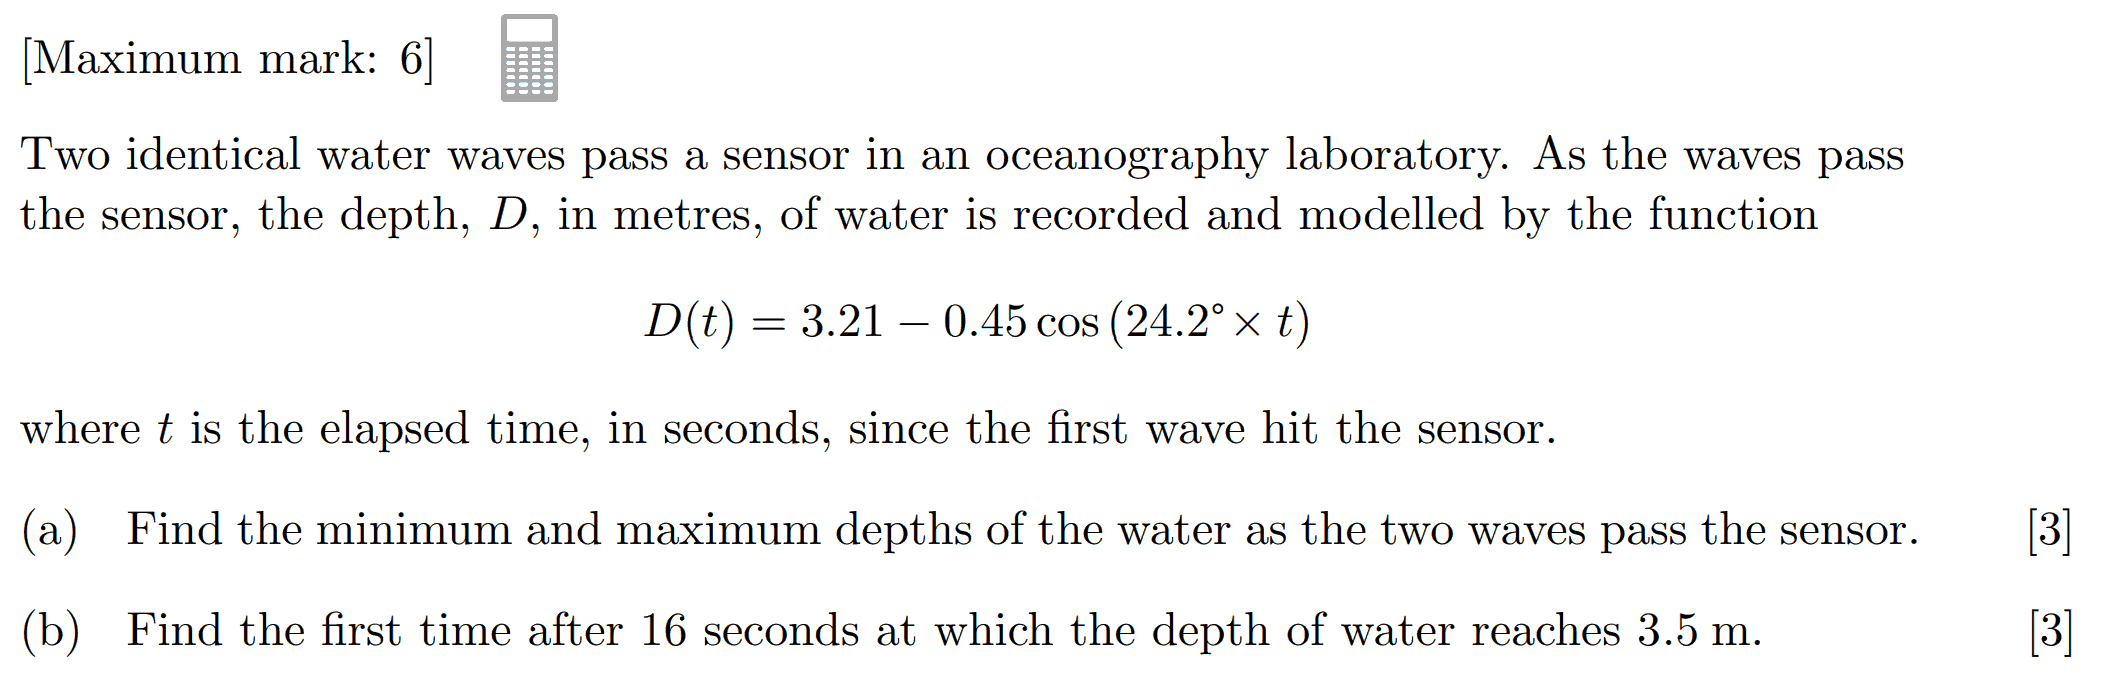 [Maximum mark: 6]
Two identical water waves pass a sensor in an oceanography laboratory. As the waves pass
the sensor, the depth, D, in metres, of water is recorded and modelled by the function
D(t) = 3.21 − 0.45 cos (24.2° × t)
where t is the elapsed time, in seconds, since the first wave hit the sensor.
(a) Find the minimum and maximum depths of the water as the two waves pass the sensor. [3]
(b) Find the first time after 16 seconds at which the depth of water reaches 3.5 m. [3]